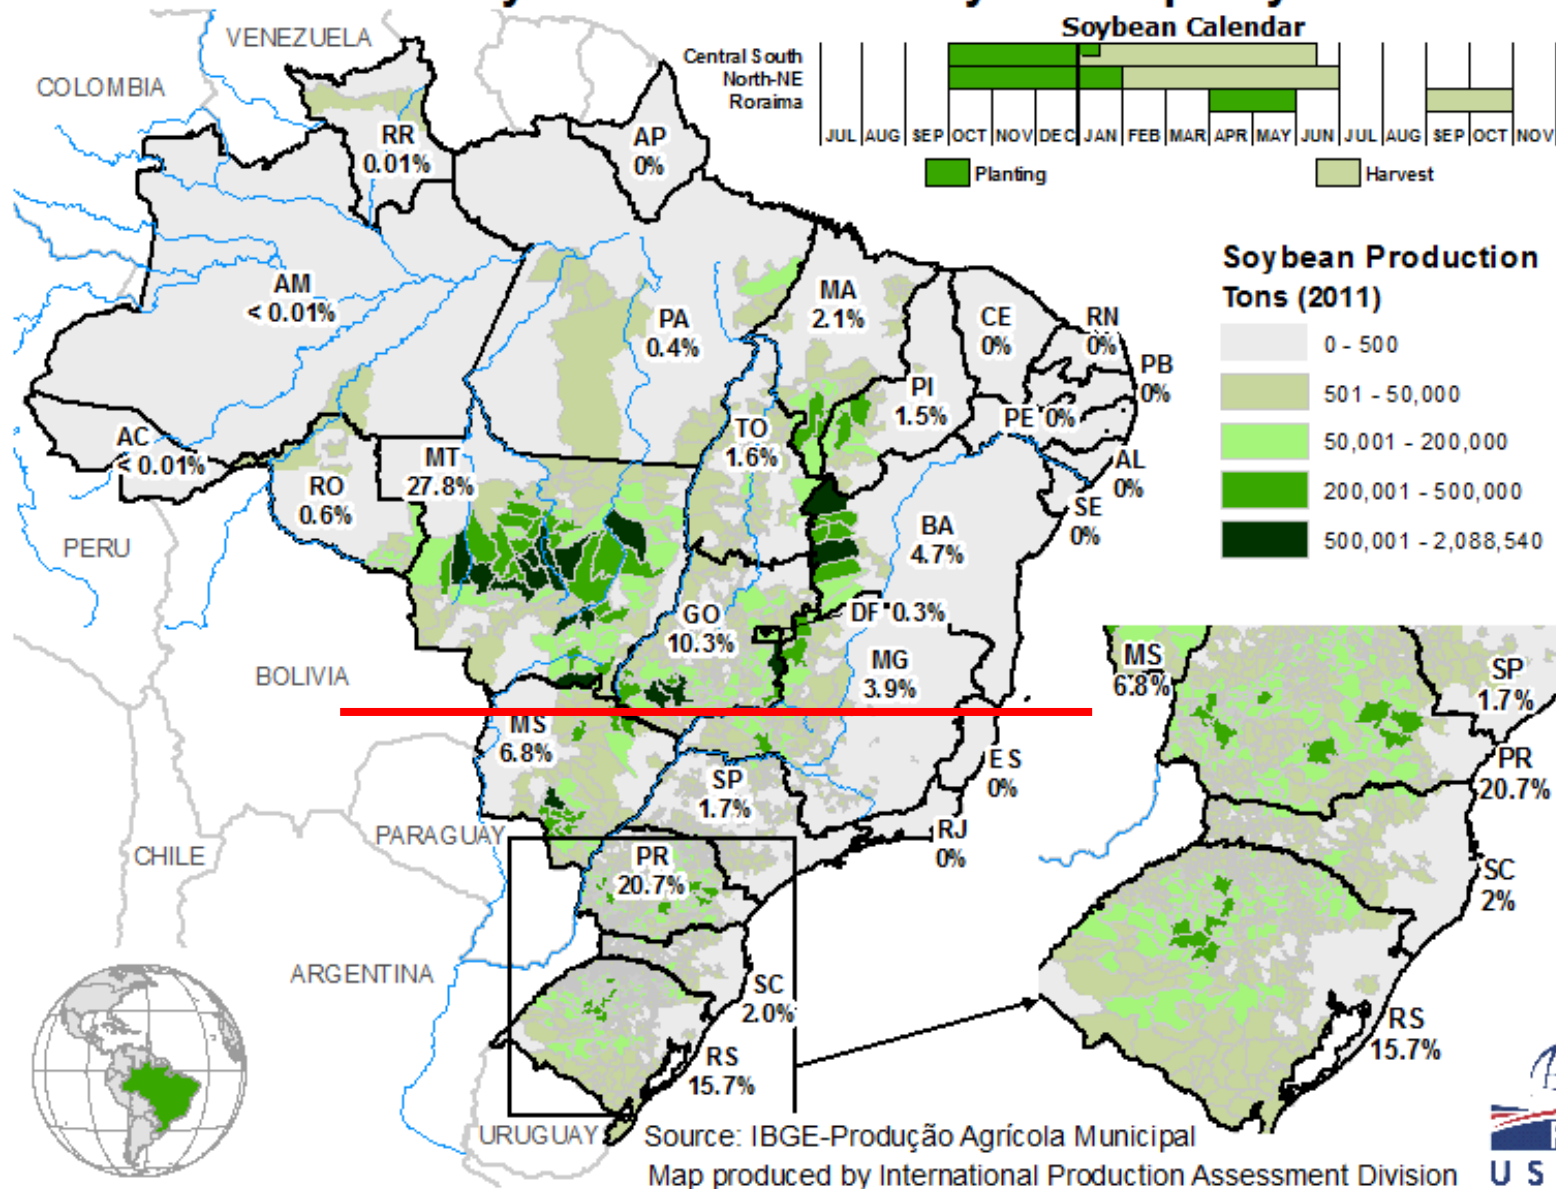 Soybean Calendar
Central South
North-NE
Roraima
JUL AUG SEP OCT NOV DEC JAN FEB MAR APR MAY JUN JUL AUG SEP OCT NOV
Planting
Harvest
Soybean Production
Tons (2011)
0 - 500
501 - 50,000
50,001 - 200,000
200,001 - 500,000
500,001 - 2,088,540
VENEZUELA
COLOMBIA
RR
0.01%
AP
0%
AM
< 0.01%
PA
0.4%
MA
2.1%
CE
0%
RN
0%
PB
0%
PI
1.5%
PE 0%
AC
< 0.01%
TO
1.6%
MT
27.8%
AL
0%
RO
0.6%
SE
0%
BA
4.7%
PERU
GO
10.3%
DF 0.3%
MG
3.9%
BOLIVIA
MS
6.8%
ES
0%
SP
1.7%
PARAGUAY
CHILE
RJ
0%
PR
20.7%
ARGENTINA
SC
2.0%
RS
15.7%
URUGUAY
MS
6.8%
SP
1.7%
PR
20.7%
SC
2%
RS
15.7%
Source: IBGE-Produção Agrícola Municipal
Map produced by International Production Assessment Division
U S